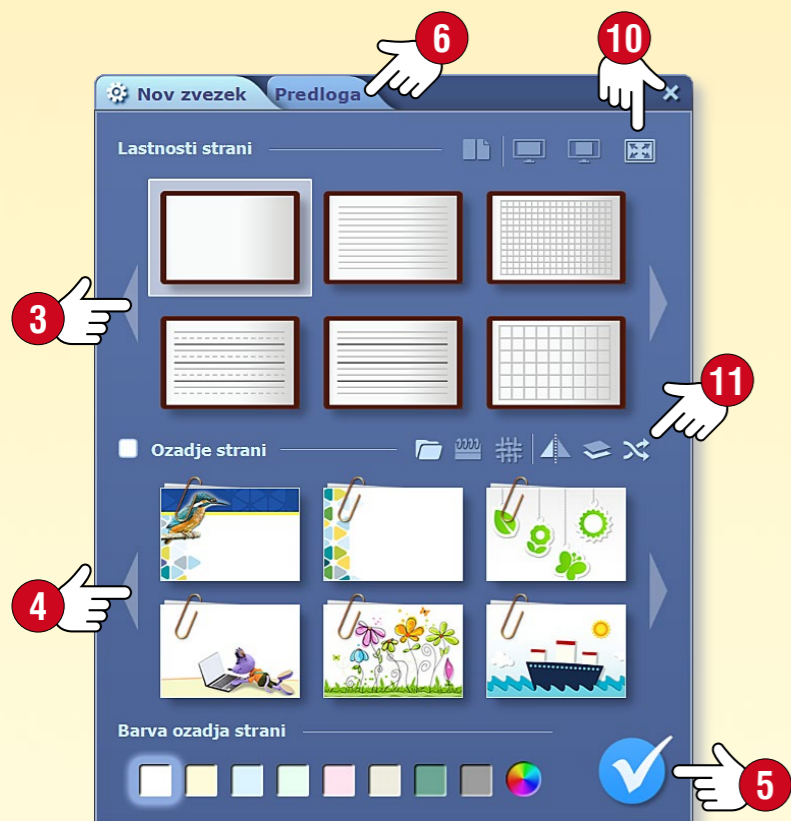 6
10
Nov zvezek
Predloga
Lastnosti strani
3
11
Ozadje strani
4
Barva ozadja strani
5